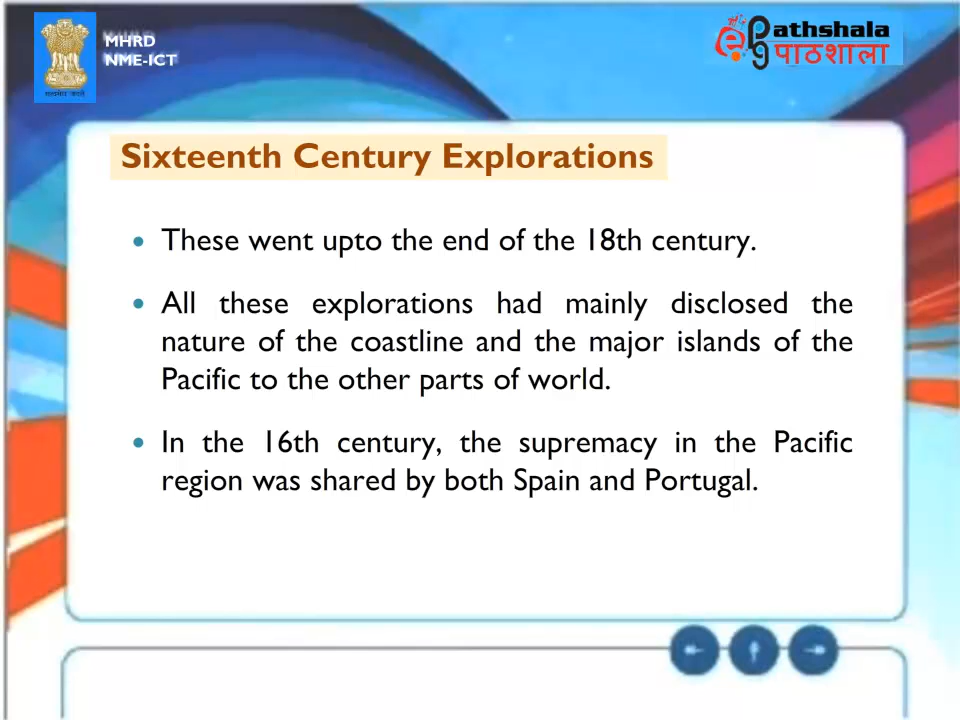 MHRD
NME-ICT
ePathshala
पाठशाला
Sixteenth Century Explorations
• These went upto the end of the 18th century.
• All these explorations had mainly disclosed the
nature of the coastline and the major islands of the
Pacific to the other parts of world.
• In the 16th century, the supremacy in the Pacific
region was shared by both Spain and Portugal.